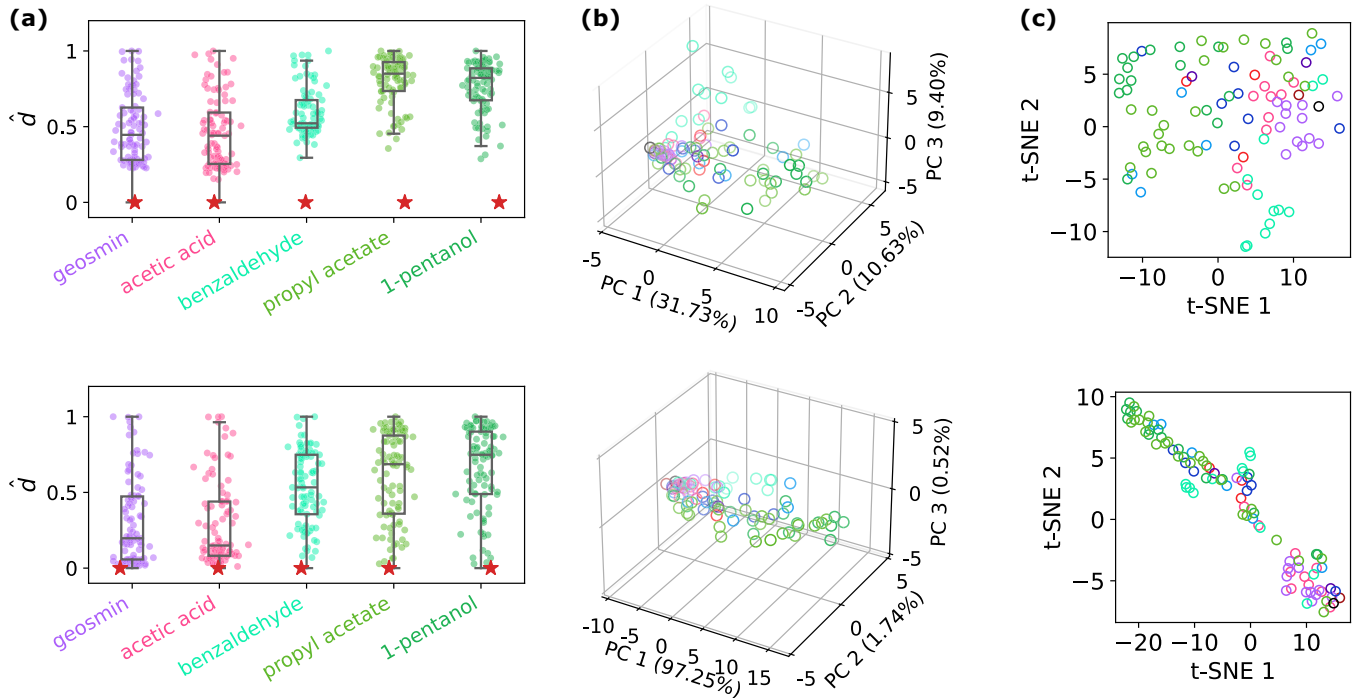 (a)
1
0.5
0
d̂
geosmin
acetic acid
benzaldehyde
propyl acetate
1-pentanol
(b)
5
0
-5
PC 3 (9.40%)
-5
0
5
10
PC 1 (31.73%)
-5
0
5
PC 2 (10.63%)
(c)
5
0
−5
−10
t-SNE 2
−10
0
10
t-SNE 1
1
0.5
0
d̂
geosmin
acetic acid
benzaldehyde
propyl acetate
1-pentanol
5
0
-5
PC 3 (0.52%)
-10
-5
0
5
10
15
PC 1 (97.25%)
-5
0
5
PC 2 (1.74%)
10
5
0
−5
t-SNE 2
−20
−10
0
10
t-SNE 1